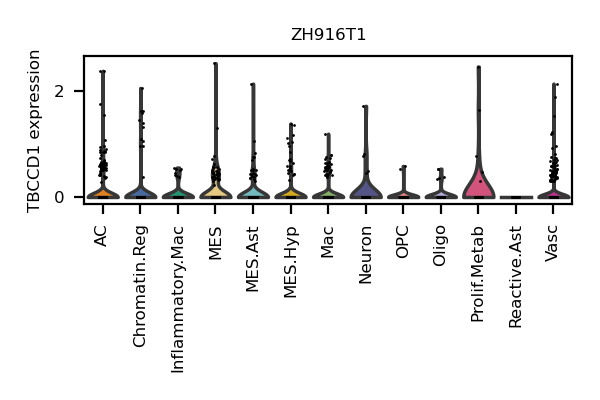 ZH916T1
TBCCD1 expression
2
0
AC
Chromatin.Reg
Inflammatory.Mac
MES
MES.Ast
MES.Hyp
Mac
Neuron
OPC
Oligo
Prolif.Metab
Reactive.Ast
Vasc